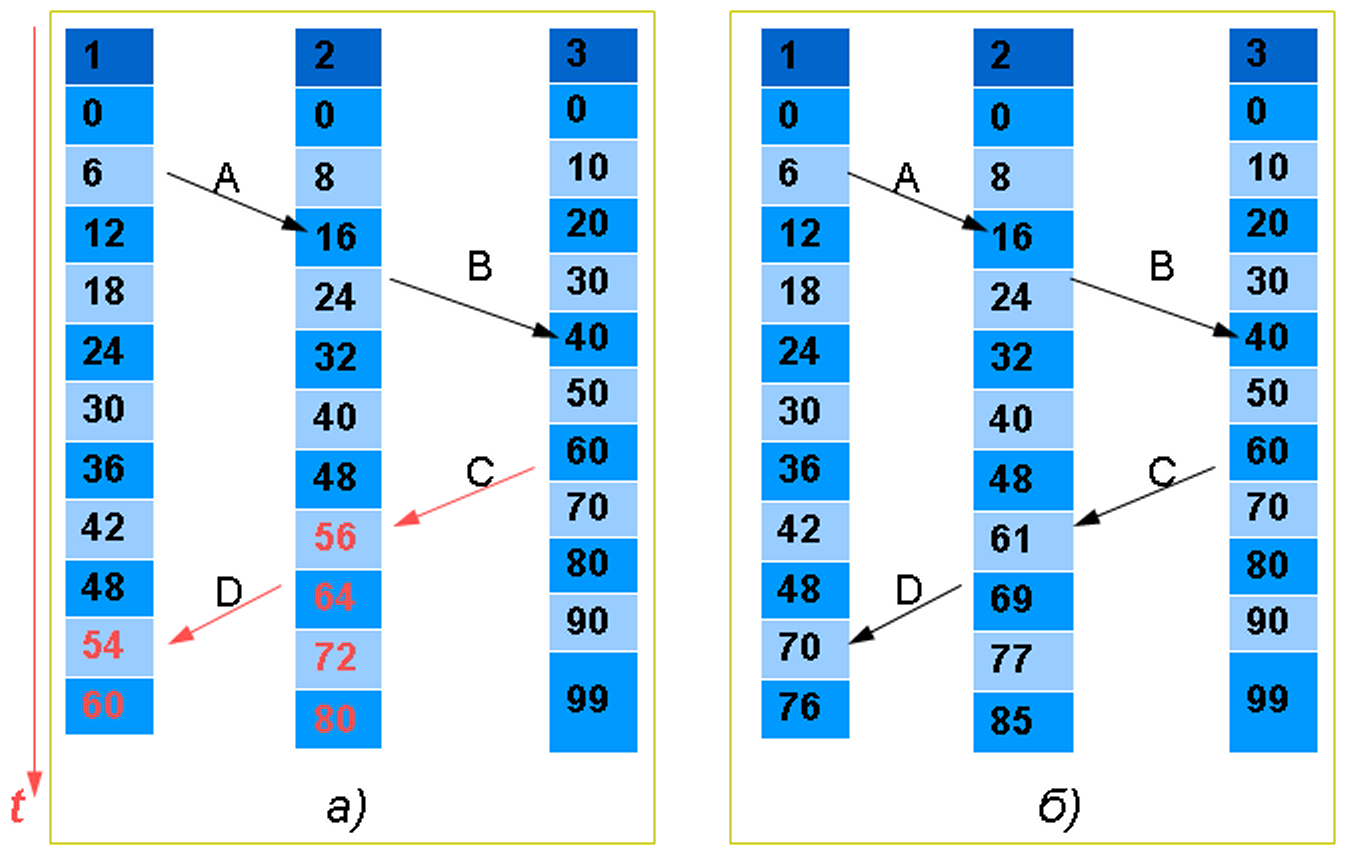 1 2 3 1 2 3
0 0 0 0 0 0
6 A 8 10 6 A 8 10
12 16 20 12 16 20
18 24 B 30 18 24 B 30
24 32 40 24 32 40
30 40 50 30 40 50
36 48 C 60 36 48 C 60
42 56 70 42 61 70
48 D 64 80 48 D 69 80
54 72 90 70 77 90
60 80 99 76 85 99
t а) б)